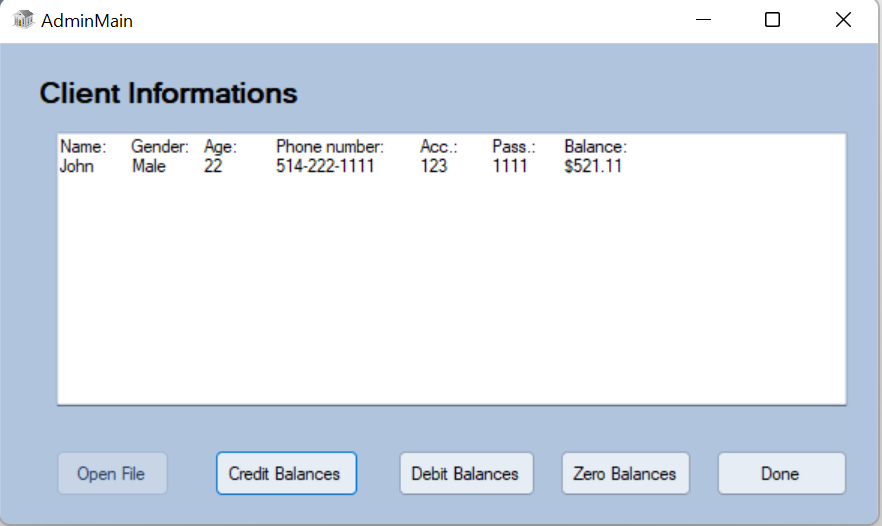 AdminMain
Client Informations
Name: Gender: Age: Phone number: Acc.: Pass.: Balance:
John Male 22 514-222-1111 123 1111 $521.11
Open File Credit Balances Debit Balances Zero Balances Done